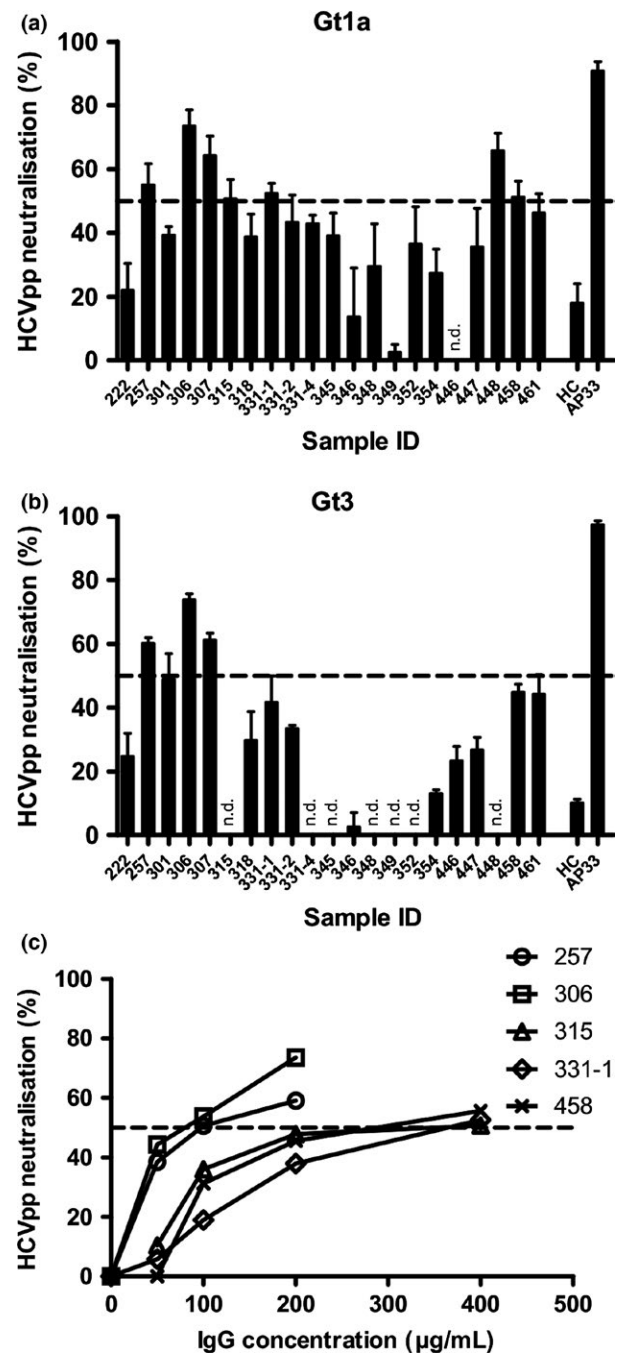 (a) Gt1a
HCVpp neutralisation (%)
100
80
60
40
20
0
n.d.
222 257 301 306 307 315 318 331-1 331-2 331-4 345 346 348 349 352 354 446 447 448 458 461 HC AP33
Sample ID
(b) Gt3
HCVpp neutralisation (%)
100
80
60
40
20
0
n.d. n.d. n.d. n.d. n.d. n.d. n.d.
222 257 301 306 307 315 318 331-1 331-2 331-4 345 346 348 349 352 354 446 447 448 458 461 HC AP33
Sample ID
(c)
HCVpp neutralisation (%)
100
80
60
40
20
0
257
306
315
331-1
458
0 100 200 300 400 500
IgG concentration (µg/mL)